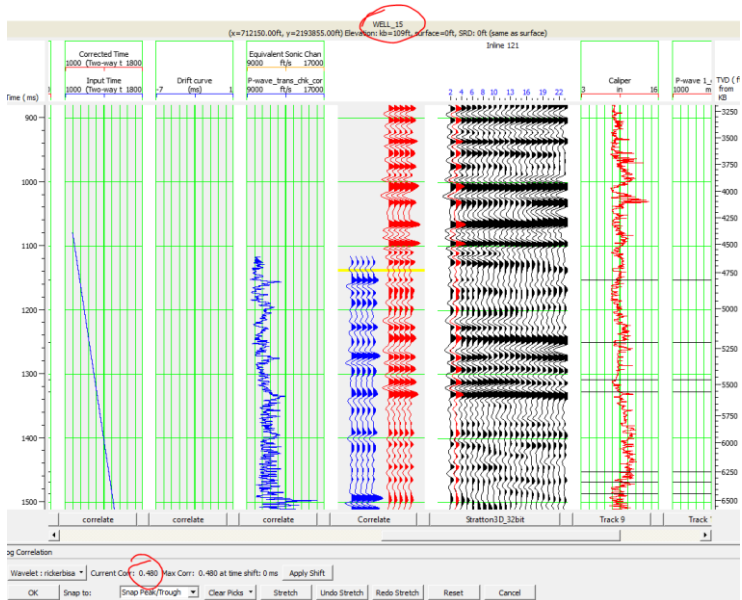 WELL_15
(x=712150.00ft, y=2193855.00ft) Elevation: kb=109ft, surface=0ft, SRD: 0ft (same as surface)
Inline 121
Corrected Time
1000 (Two-way t 1800
Input Time
1000 (Two-way t 1800
Drift curve
-7 (ms) 1
Equivalent Sonic Chan
9000 ft/s 17000
P-wave_trans_chk_cor
9000 ft/s 17000
2 4 6 8 10 13 16 19 22
Caliper
3 in 16
P-wave 1_
1000 m
TVD (f
from
KB
Time (ms)
900
1000
1100
1200
1300
1400
1500
3250
3500
3750
4000
4250
4500
4750
5000
5250
5500
5750
6000
6250
6500
correlate
correlate
correlate
Correlate
Stratton3D_32bit
Track 9
Track
og Correlation
Wavelet : rickerbisa Current Corr: 0.480 Max Corr: 0.480 at time shift: 0 ms Apply Shift
OK Snap to: Snap Peak/Trough Clear Picks Stretch Undo Stretch Redo Stretch Reset Cancel